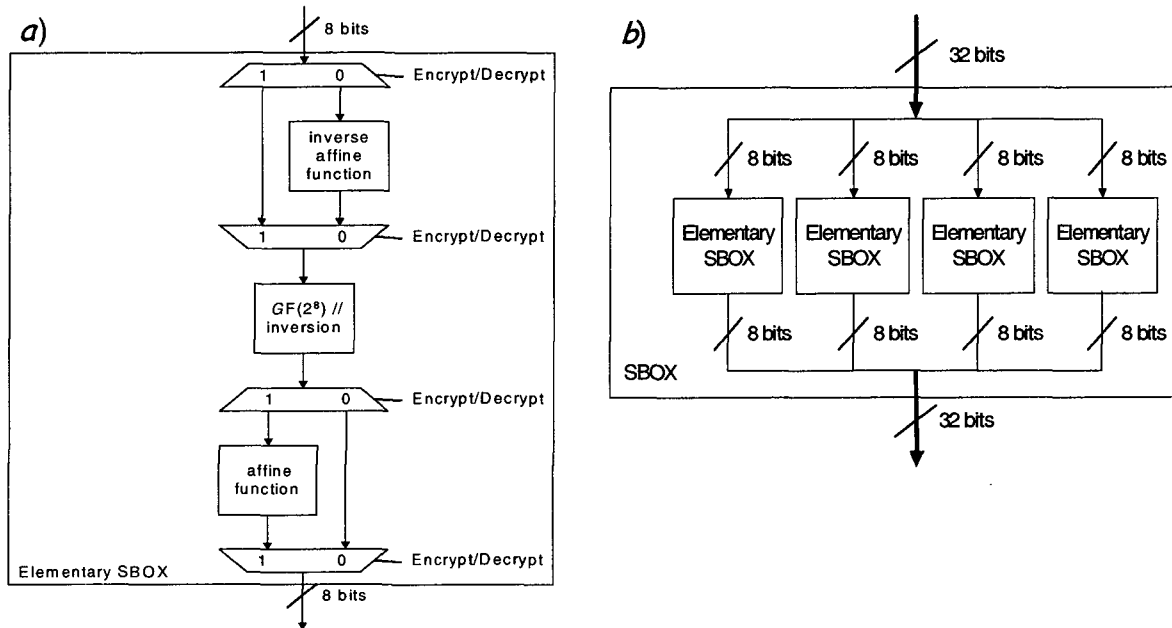 a)
8 bits
1 0
Encrypt/Decrypt
inverse
affine
function
1 0
Encrypt/Decrypt
GF(2⁸) //
inversion
1 0
Encrypt/Decrypt
affine
function
1 0
Encrypt/Decrypt
Elementary SBOX
8 bits
b)
32 bits
8 bits 8 bits 8 bits 8 bits
Elementary SBOX
Elementary SBOX
Elementary SBOX
Elementary SBOX
8 bits 8 bits 8 bits 8 bits
SBOX
32 bits